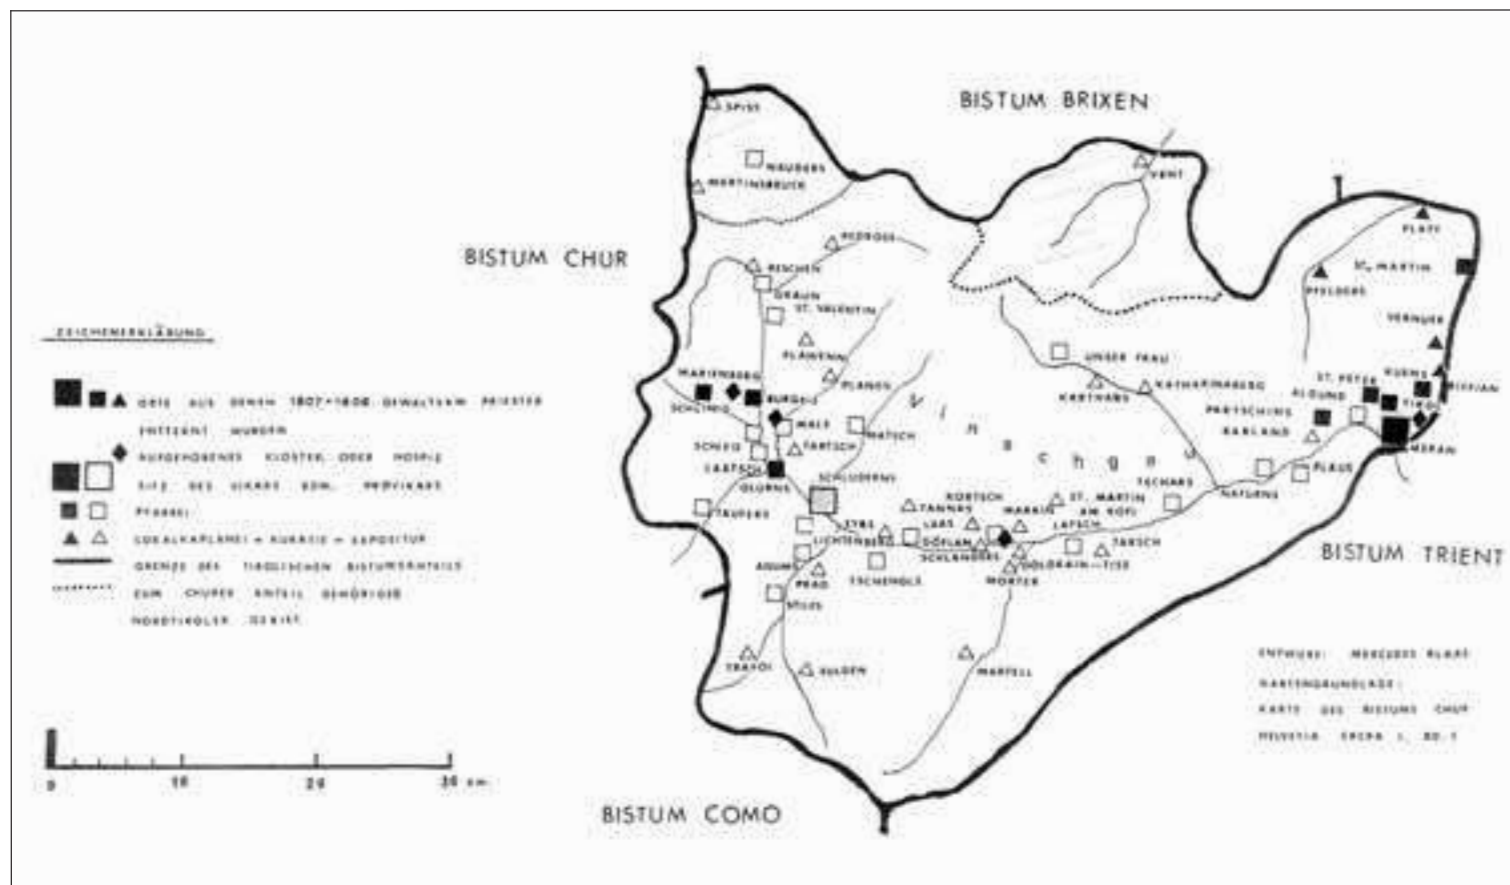 BISTUM BRIXEN
SPISS
NAUDERS
MARTINSBRUCK
VENT
BISTUM CHUR
RESCHEN
GRAUN
ST. VALENTIN
PLAWENN
PLANEIL
MARIENBERG
BURGEIS
SCHLINIG
MALS
MATSCH
SCHLEIS
TARTSCH
LAATSCH
GLURNS
SCHLUDERNS
TAUFERS
LICHTENBERG
EYRS
TANNAS
LAAS
KORTSCH
GÖFLAN
SCHLANDERS
AGUMS
PRAD
TSCHENGLS
STILFS
TRAFOI
SULDEN
MARTELL
MORTER
GOLDRAIN-TISS
LATSCH
TARSCH
ST. MARTIN
AM KOFL
TSCHARS
Vinschgau
UNSER FRAU
KARTHAUS
KATHARINABERG
NATURNS
PLAUS
RABLAND
PARTSCHINS
ALGUND
ST. PETER
TIROL
MERAN
KUENS
RIFFIAN
VERNUER
ST. MARTIN
PFELDERS
PLATT
BISTUM TRIENT
BISTUM COMO
ZEICHENERKLÄRUNG
ORTE AUS DENEN 1807-1808 GEWALTSAM PRIESTER
ENTFERNT WURDEN
AUFGEHOBENES KLOSTER ODER HOSPIZ
SITZ DES VIKARS BZW. PROVIKARS
PFARREI
LOKALKAPLANEI = KURATIE = EXPOSITUR
GRENZE DES TIROLISCHEN BISTUMSANTEILS
ZUM CHURER ANTEIL GEHÖRIGES
NORDTIROLER GEBIET
0 10 20 30 km
ENTWURF: MERCEDES BLAAS
KARTENGRUNDLAGE:
KARTE DES BISTUMS CHUR
HELVETIA SACRA I, BD. 1